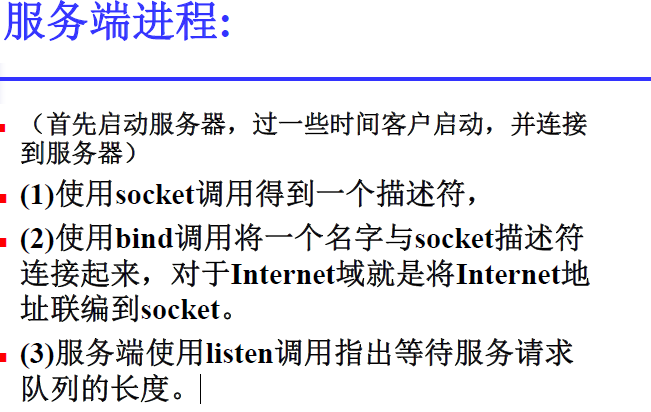 服务端进程:
（首先启动服务器，过一些时间客户启动，并连接
到服务器）
(1)使用socket调用得到一个描述符，
(2)使用bind调用将一个名字与socket描述符
连接起来，对于Internet域就是将Internet地
址联编到socket。
(3)服务端使用listen调用指出等待服务请求
队列的长度。